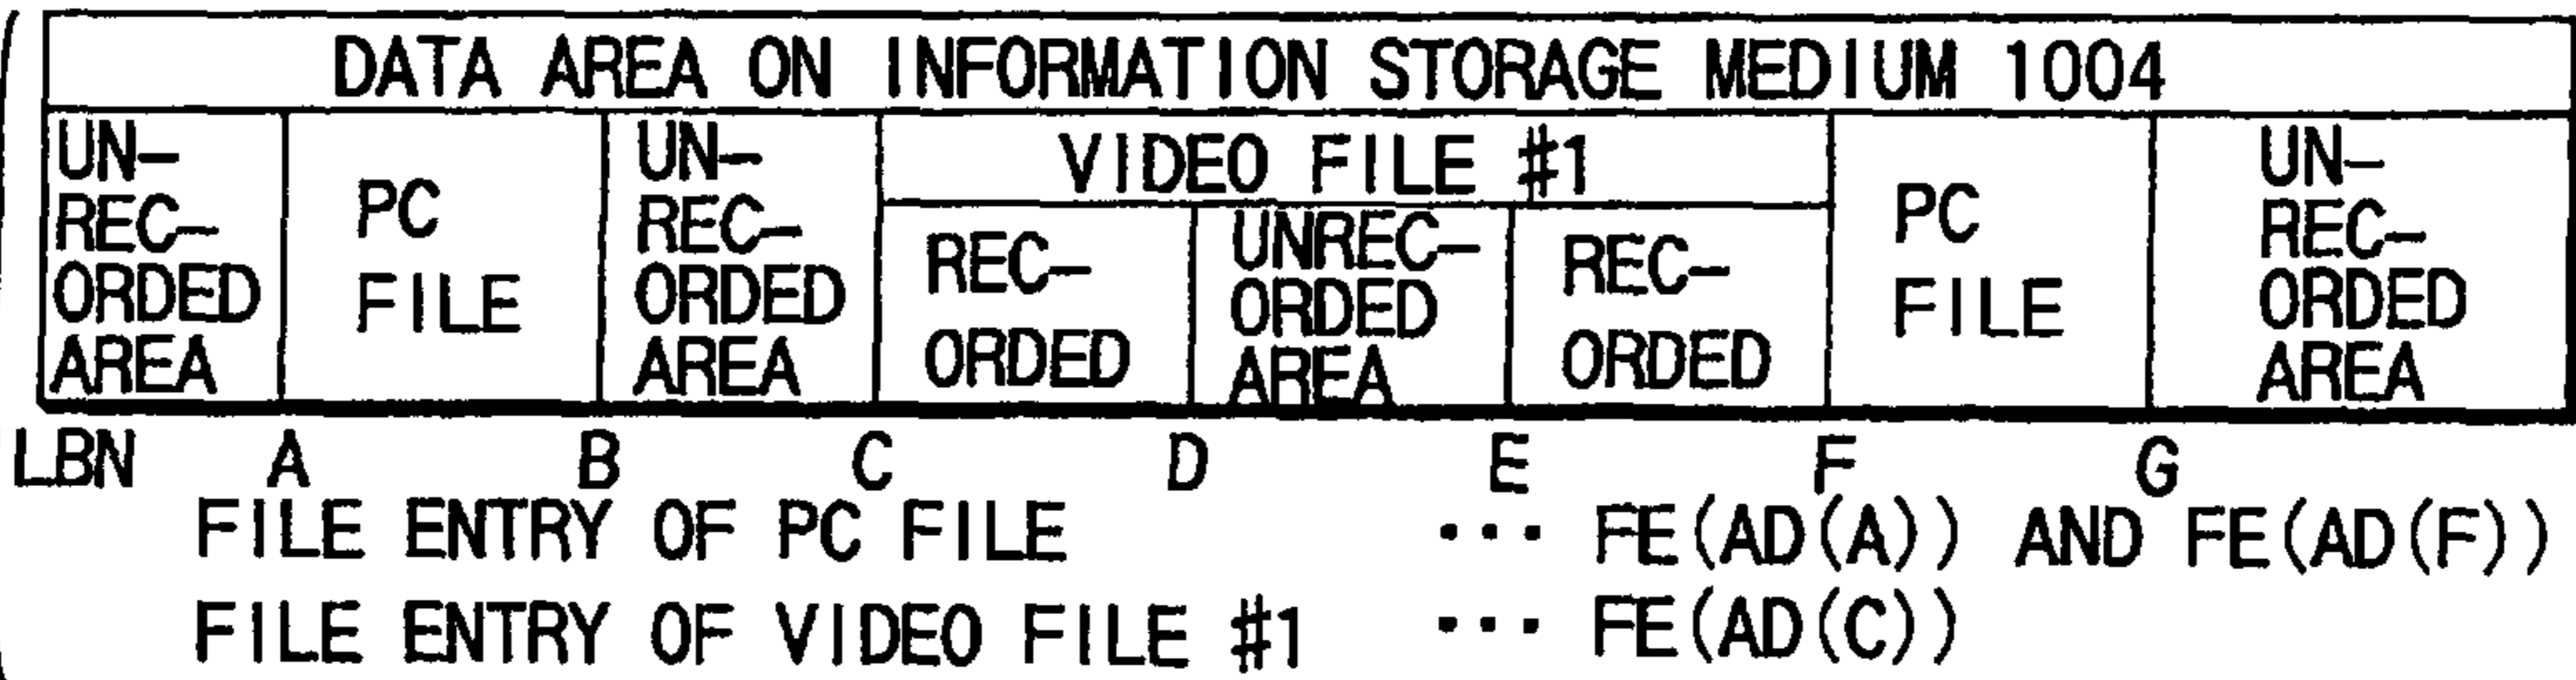 DATA AREA ON INFORMATION STORAGE MEDIUM 1004
UN-
REC-
ORDED
AREA
PC
FILE
UN-
REC-
ORDED
AREA
VIDEO FILE #1
REC-
ORDED
UNREC-
ORDED
AREA
REC-
ORDED
PC
FILE
UN-
REC-
ORDED
AREA
LBN A B C D E F G
FILE ENTRY OF PC FILE ··· FE(AD(A)) AND FE(AD(F))
FILE ENTRY OF VIDEO FILE #1 ··· FE(AD(C))